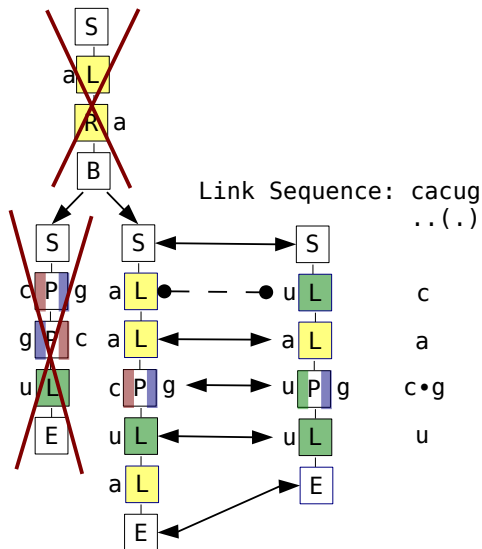 S
a L
R a
B
Link Sequence: cacug
..(.)
S S S
c P g a L u L c
g P c a L a L a
u L c P g u P g c•g
E u L u L u
a L E
E